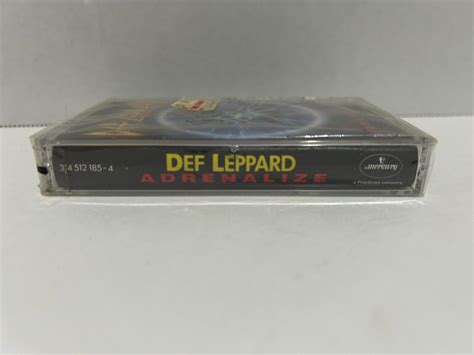 314 512 185-4
DEF LEPPARD
ADRENALIZE
mercury
a PolyGram company